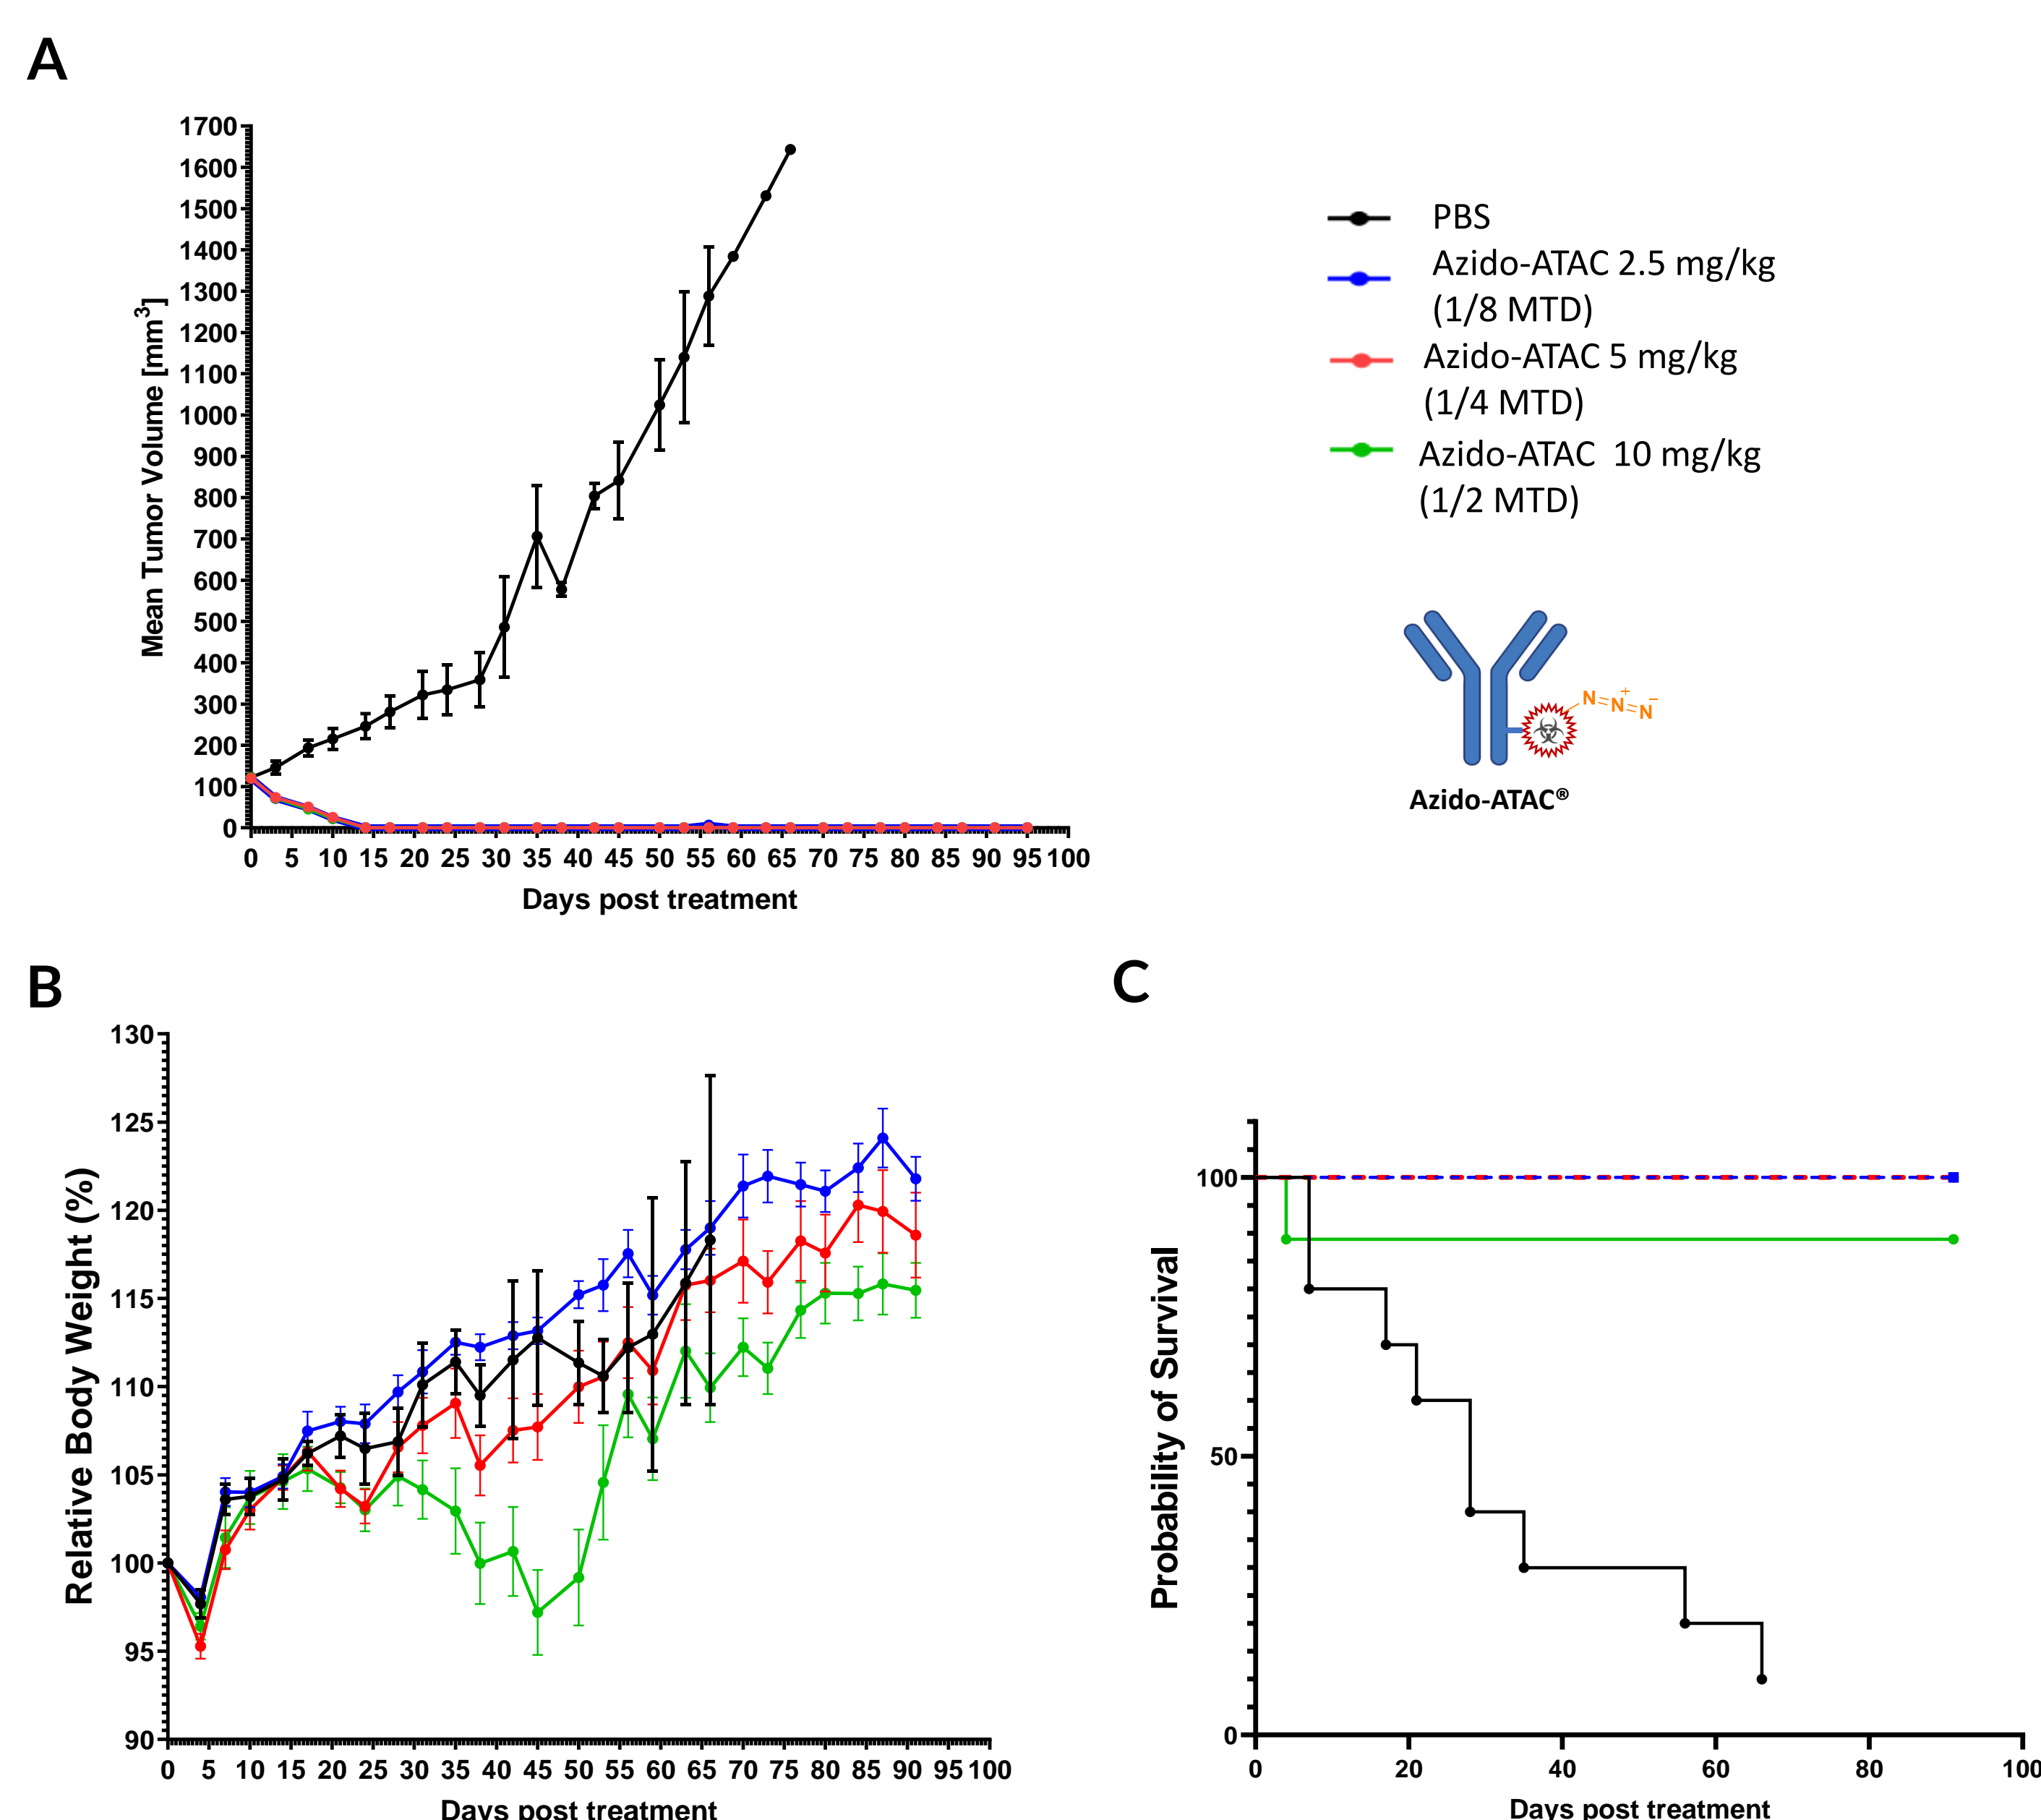 A
1700
1600
1500
1400
1300
1200
1100
1000
900
800
700
600
500
400
300
200
100
0
Mean Tumor Volume [mm3]
0 5 10 15 20 25 30 35 40 45 50 55 60 65 70 75 80 85 90 95 100
Days post treatment
PBS
Azido-ATAC 2.5 mg/kg
(1/8 MTD)
Azido-ATAC 5 mg/kg
(1/4 MTD)
Azido-ATAC 10 mg/kg
(1/2 MTD)
N=N+=N−
Azido-ATAC®
B
130
125
120
115
110
105
100
95
90
Relative Body Weight (%)
0 5 10 15 20 25 30 35 40 45 50 55 60 65 70 75 80 85 90 95 100
Days post treatment
C
100
50
0
Probability of Survival
0 20 40 60 80 100
Days post treatment